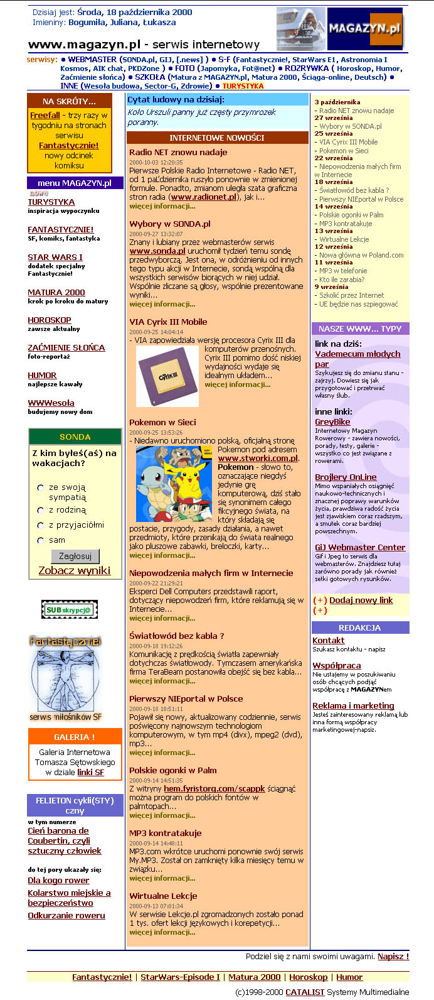 Dzisiaj jest: Środa, 18 października 2000
Imieniny: Bogumiła, Juliana, Łukasza
MAGAZYN.pl
www.magazyn.pl - serwis internetowy
serwisy: • WEBMASTER (SONDA.pl, GIJ, [.news] ) • S-F (Fantastycznie!, StarWars E1, Astronomia I
Kosmos, AIK chat, PKDZone ) • FOTO (Japomyka, Fot@net) • ROZRYWKA ( Horoskop, Humor,
Zaćmienie słońca) • SZKOŁA (Matura z MAGAZYN.pl, Matura 2000, Ściąga-online, Deutsch) •
INNE (Wesoła budowa, Sector-G, Zdrowie) • TURYSTYKA
NA SKRÓTY...
Freefall - trzy razy w
tygodniu na stronach
serwisu
Fantastycznie!
nowy odcinek
komiksu
menu MAGAZYN.pl
nowe
TURYSTYKA
inspiracja wypoczynku
FANTASTYCZNIE!
SF, komiks, fantastyka
STAR WARS I
dodatek specjalny
Fantastycznie!
MATURA 2000
krok po kroku do matury
HOROSKOP
zawsze aktualny
ZAĆMIENIE SŁOŃCA
foto-reportaż
HUMOR
najlepsze kawały
WWWesoła
budujemy nowy dom
SONDA
Z kim byłeś(aś) na
wakacjach?
ze swoją
sympatią
z rodziną
z przyjaciółmi
sam
Zagłosuj
Zobacz wyniki
SUBskrypcj@
Fantastycznie!
serwis miłośników SF
GALERIA !
Galeria Internetowa
Tomasza Sętowskiego
w dziale linki SF
FELIETON cykli(STY)
czny
w tym numerze
Cień barona de
Coubertin, czyli
sztuczny człowiek
do tej pory ukazały się:
Dla kogo rower
Kolarstwo miejskie a
bezpieczeństwo
Odkurzanie roweru
Cytat ludowy na dzisiaj:
Koło Urszuli panny już częsty przymrozek
poranny.
INTERNETOWE NOWOŚCI
Radio NET znowu nadaje
2000-10-03 12:20:35
Pierwsze Polskie Radio Internetowe - Radio NET,
od 1 paĽdziernika ruszyło ponownie w zmienionej
formule. Ponadto, zmianom uległa szata graficzna
stron radia (www.radionet.pl), jak i...
więcej informacji...
Wybory w SONDA.pl
2000-09-27 13:32:07
Znany i lubiany przez webmasterów serwis
www.sonda.pl uruchomił tydzień temu sondę
przedwyborczą. Jest ona, w odróżnieniu od innych
tego typu akcji w Internecie, sondą wspólną dla
wszystkich serwisów biorących w niej udział.
Wspólnie zliczane są głosy, wspólnie prezentowane
wyniki...
więcej informacji...
VIA Cyrix III Mobile
2000-09-25 14:04:14
- VIA zapowiedziała wersję procesora Cyrix III dla
komputerów przenośnych.
Cyrix III pomimo dość niskiej
wydajności wydaje się
idealnym układem...
więcej informacji...
Cyrix III
Pokemon w Sieci
2000-09-25 13:53:26
- Niedawno uruchomiono polską, oficjalną stronę
Pokemon pod adresem
www.stworki.com.pl.
Pokemon - słowo to,
oznaczające niegdyś
jedynie grę
komputerową, dziś stało
się synonimem całego
fikcyjnego świata, na
który składają się
postacie, przygody, zasady działania, a nawet
przedmioty, które przenikają do świata realnego
jako pluszowe zabawki, breloczki, karty...
więcej informacji...
Niepowodzenia małych firm w Internecie
2000-09-22 21:29:21
Eksperci Dell Computers przedstawili raport,
dotyczący niepowodzeń firm, które reklamują się w
Internecie...
więcej informacji...
Światłowód bez kabla ?
2000-09-18 19:12:26
Komunikację z prędkością światła zapewniały
dotychczas światłowody. Tymczasem amerykańska
firma TeraBeam postanowiła obejść się bez kabla...
więcej informacji...
Pierwszy NIEportal w Polsce
2000-09-18 18:51:11
Pojawił się nowy, aktualizowany codziennie, serwis
poświęcony najnowszym technologiom
komputerowym, w tym mp4 (divx), mpeg2 (dvd),
mp3...
więcej informacji...
Polskie ogonki w Palm
2000-09-14 14:51:35
Z witryny hem.fyristorg.com/scappk ściągnąć
można program do polskich fontów w
palmtopach...
więcej informacji...
MP3 kontratakuje
2000-09-14 14:48:11
MP3.com wkrótce uruchomi ponownie swój serwis
My.MP3. Został on zamknięty kilka miesięcy temu w
związku...
więcej informacji...
Wirtualne Lekcje
2000-09-13 07:01:34
W serwisie Lekcje.pl zgromadzonych zostało ponad
1 tys. ofert lekcji językowych i korepetycji...
więcej informacji...
3 października
- Radio NET znowu nadaje
27 września
- Wybory w SONDA.pl
25 września
- VIA Cyrix III Mobile
- Pokemon w Sieci
22 września
- Niepowodzenia małych firm
w Internecie
18 września
- Światłowód bez kabla ?
- Pierwszy NIEportal w Polsce
14 września
- Polskie ogonki w Palm
- MP3 kontratakuje
13 września
- Wirtualne Lekcje
12 września
- Nowa główna w Poland.com
11 września
- MP3 w telefonie
- Kto ile zarabia?
9 września
- Szkolić przez Internet
- UE będzie nas szpiegować
NASZE WWW... TYPY
link na dziś:
Vademecum młodych
par
Szykujesz się do zmianu stanu -
zajrzyj. Dowiesz się jak
przygotować i przetrwać
własny ślub.
inne linki:
GreyBike
Internetowy Magazyn
Rowerowy - zawiera nowości,
porady, testy, galerie -
wszystko co jest związane z
rowerami.
Brojlery OnLine
Mimo wspaniałych osiągnięć
naukowo-technicznych i
znacznej poprawy warunków
życia, prawdziwa radość życia
jest zjawiskiem coraz rzadszym,
a smutek coraz bardziej
powszechnym.
GiJ Webmaster Center
Gif i Jpeg to serwis dla
webmasterów. Znajdziesz tutaj
zarówno porady jak również
setki gotowych rysunków.
(+) Dodaj nowy link
(+)
REDAKCJA
Kontakt
Szukasz kontaktu - napisz
Współpraca
Nie ustajemy w poszukiwaniu
osób chcących podjąć
współpracę z MAGAZYNem
Reklama i marketing
Jesteś zainteresowany reklamą lub
inna formą współpracy
marketingowej-napisz.
Podziel się z nami swoimi uwagami. Napisz !
Fantastycznie! | StarWars-Episode I | Matura 2000 | Horoskop | Humor
(c)1998-2000 CATALIST Systemy Multimedialne